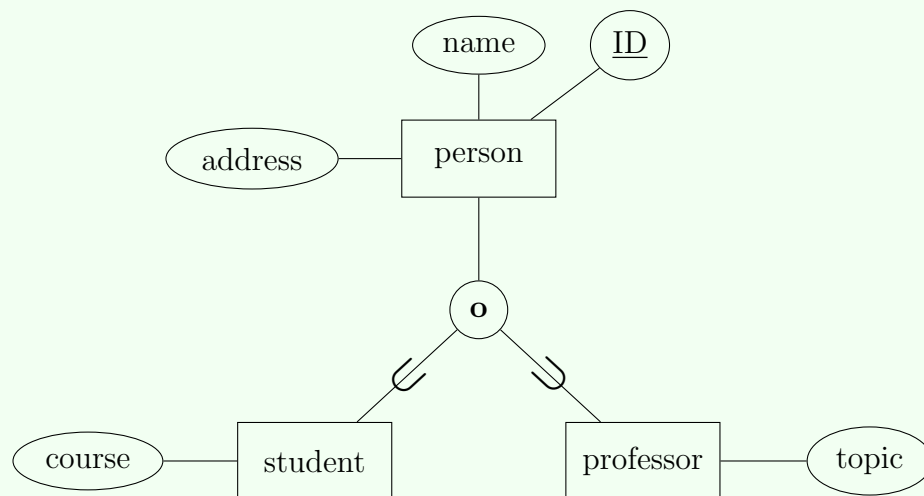 name
ID
address
person
o
course
student
professor
topic